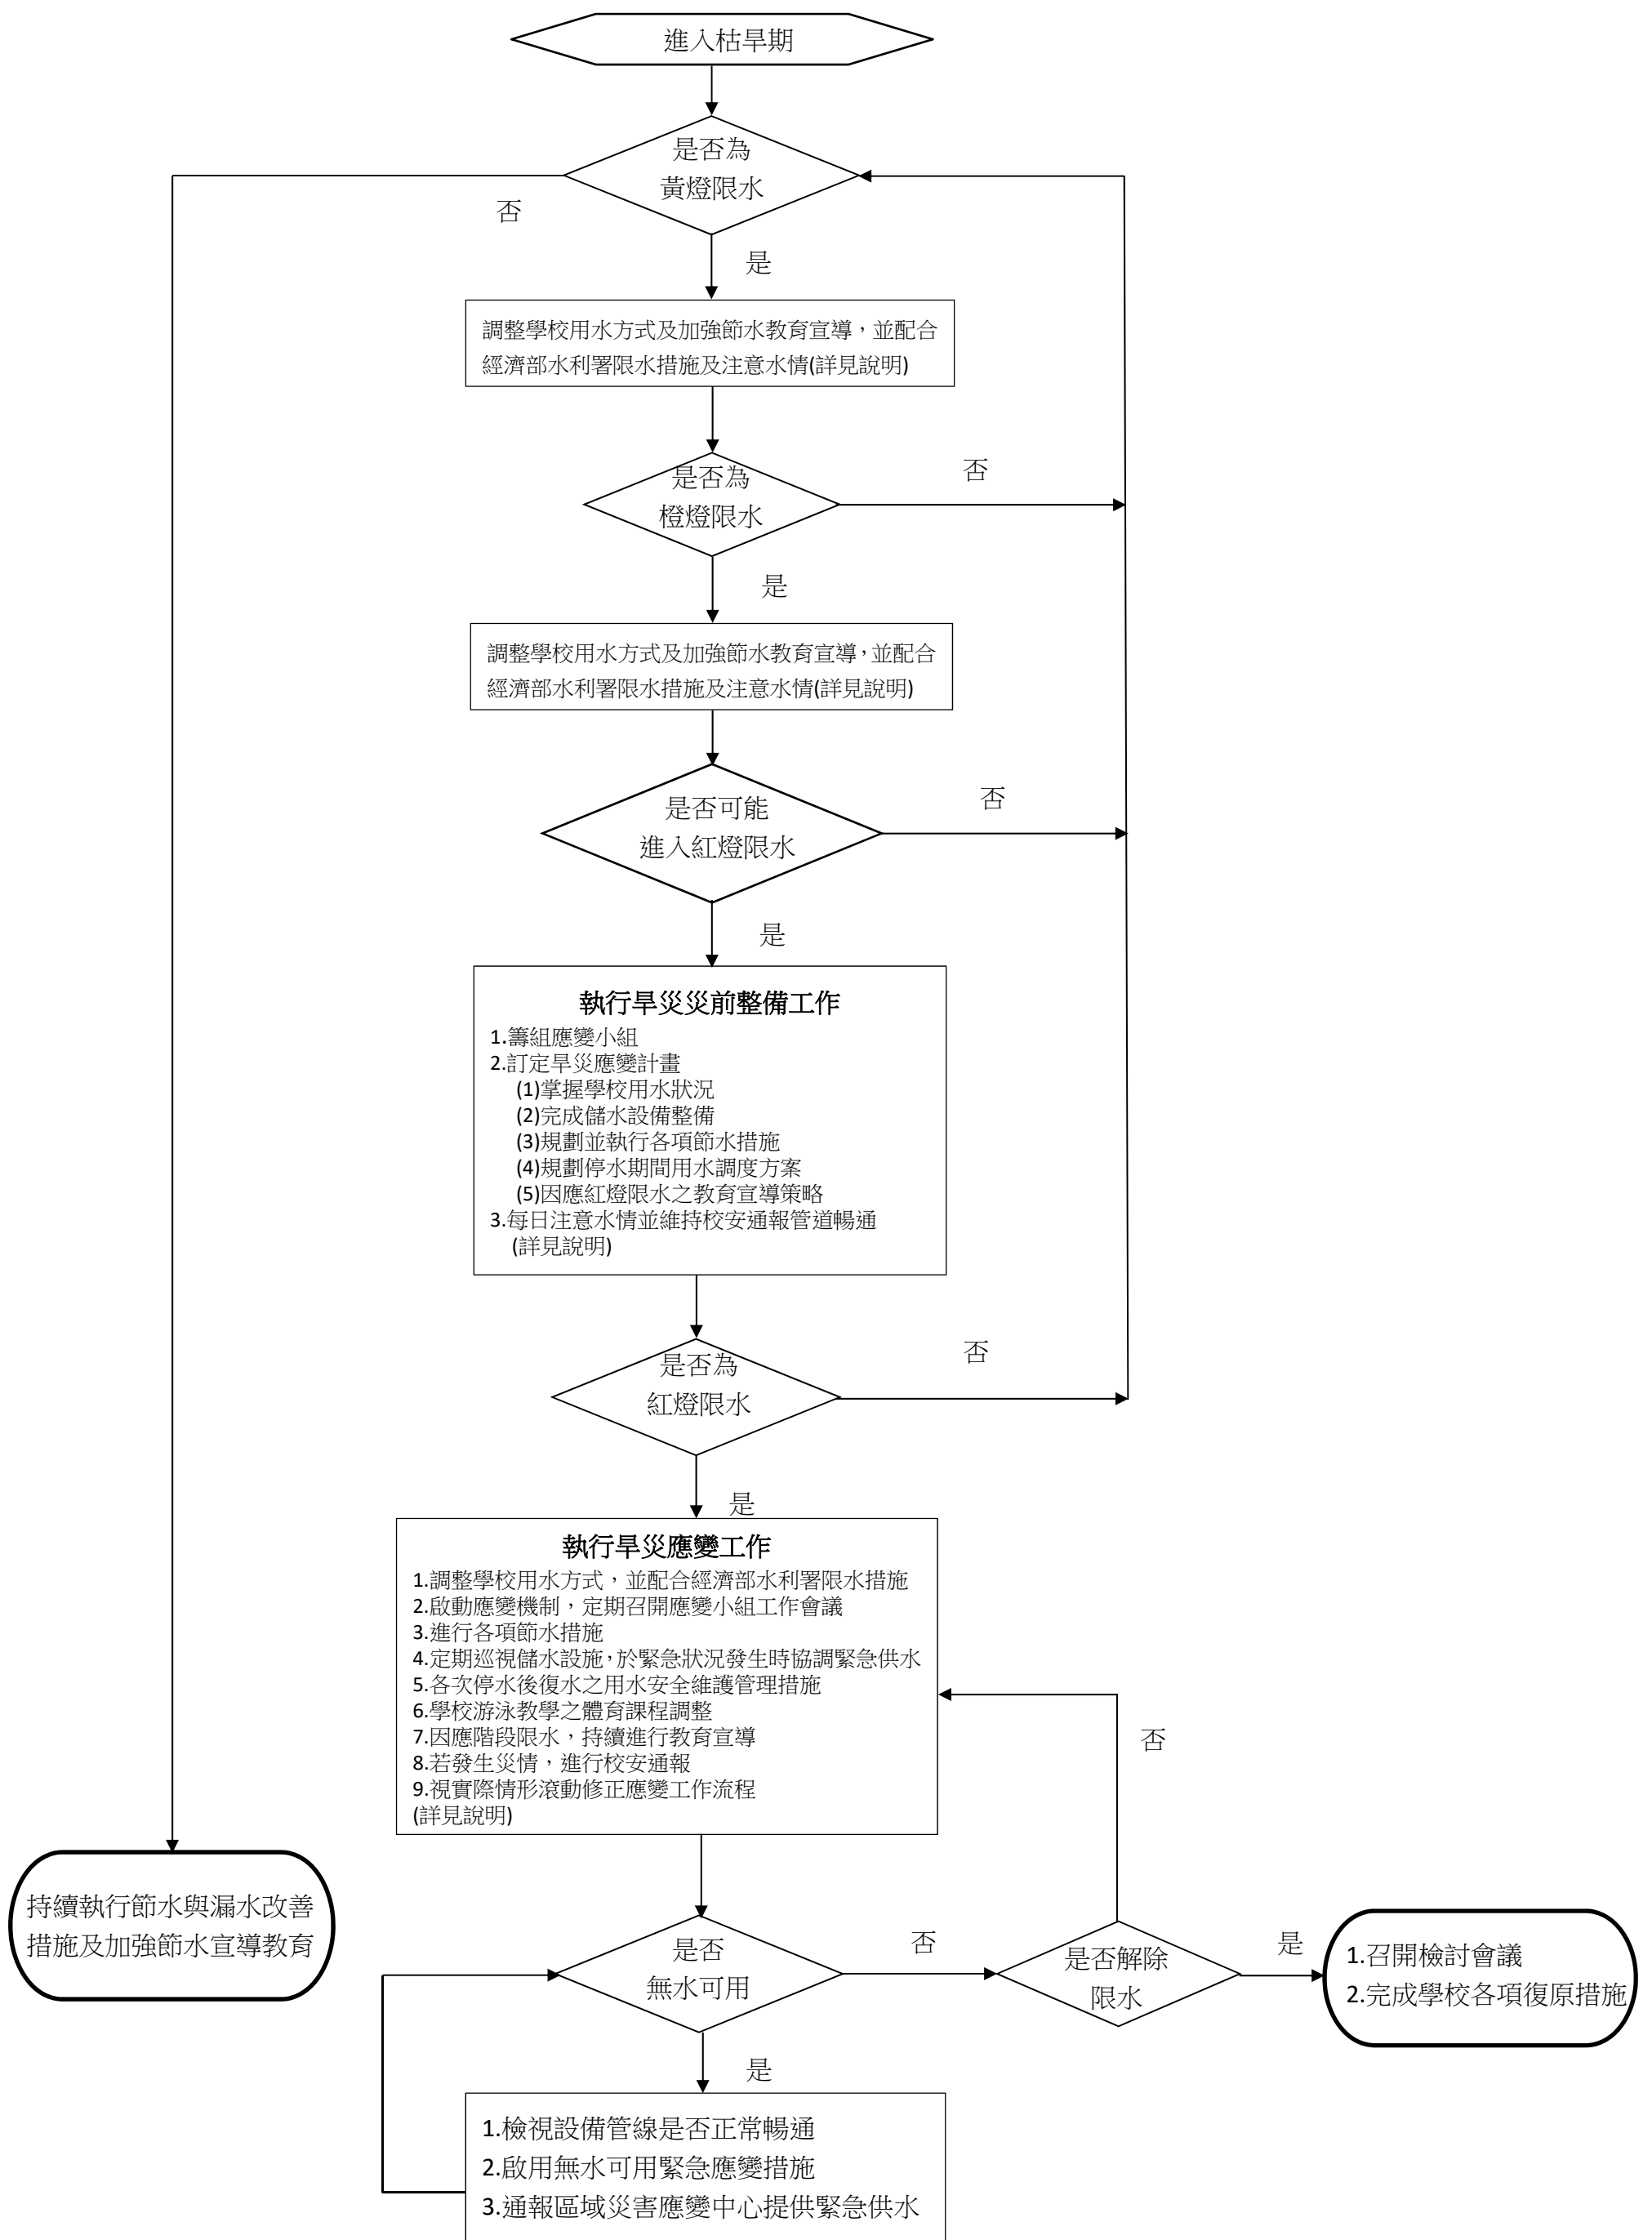 進入枯旱期
是否為
黃燈限水
否
是
調整學校用水方式及加強節水教育宣導，並配合
經濟部水利署限水措施及注意水情(詳見說明)
是否為
橙燈限水
否
是
調整學校用水方式及加強節水教育宣導，並配合
經濟部水利署限水措施及注意水情(詳見說明)
是否可能
進入紅燈限水
否
是
執行旱災災前整備工作
1.籌組應變小組
2.訂定旱災應變計畫
(1)掌握學校用水狀況
(2)完成儲水設備整備
(3)規劃並執行各項節水措施
(4)規劃停水期間用水調度方案
(5)因應紅燈限水之教育宣導策略
3.每日注意水情並維持校安通報管道暢通
(詳見說明)
是否為
紅燈限水
否
是
執行旱災應變工作
1.調整學校用水方式，並配合經濟部水利署限水措施
2.啟動應變機制，定期召開應變小組工作會議
3.進行各項節水措施
4.定期巡視儲水設施，於緊急狀況發生時協調緊急供水
5.各次停水後復水之用水安全維護管理措施
6.學校游泳教學之體育課程調整
7.因應階段限水，持續進行教育宣導
8.若發生災情，進行校安通報
9.視實際情形滾動修正應變工作流程
(詳見說明)
否
持續執行節水與漏水改善
措施及加強節水宣導教育
是否
無水可用
否
是否解除
限水
是
1.召開檢討會議
2.完成學校各項復原措施
是
1.檢視設備管線是否正常暢通
2.啟用無水可用緊急應變措施
3.通報區域災害應變中心提供緊急供水